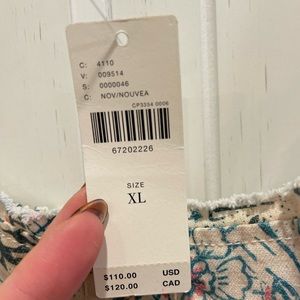 C: 4110
V: 009514
S: 0000046
C: NOV/NOUVEA
CP3334 0006
67202226
SIZE
XL
$110.00 USD
$120.00 CAD